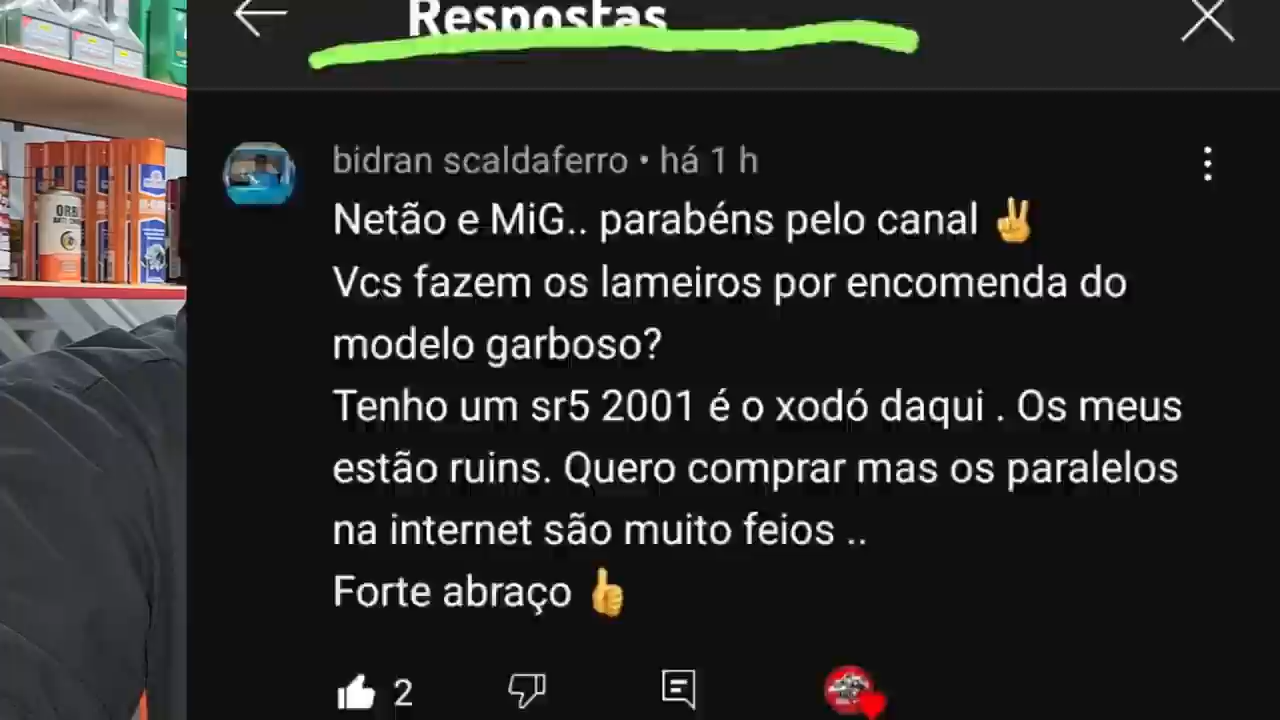 Respostas
bidran scaldaferro • há 1 h
Netão e MiG.. parabéns pelo canal ✌️
Vcs fazem os lameiros por encomenda do
modelo garboso?
Tenho um sr5 2001 é o xodó daqui . Os meus
estão ruins. Quero comprar mas os paralelos
na internet são muito feios ..
Forte abraço 👍
2
ORBI